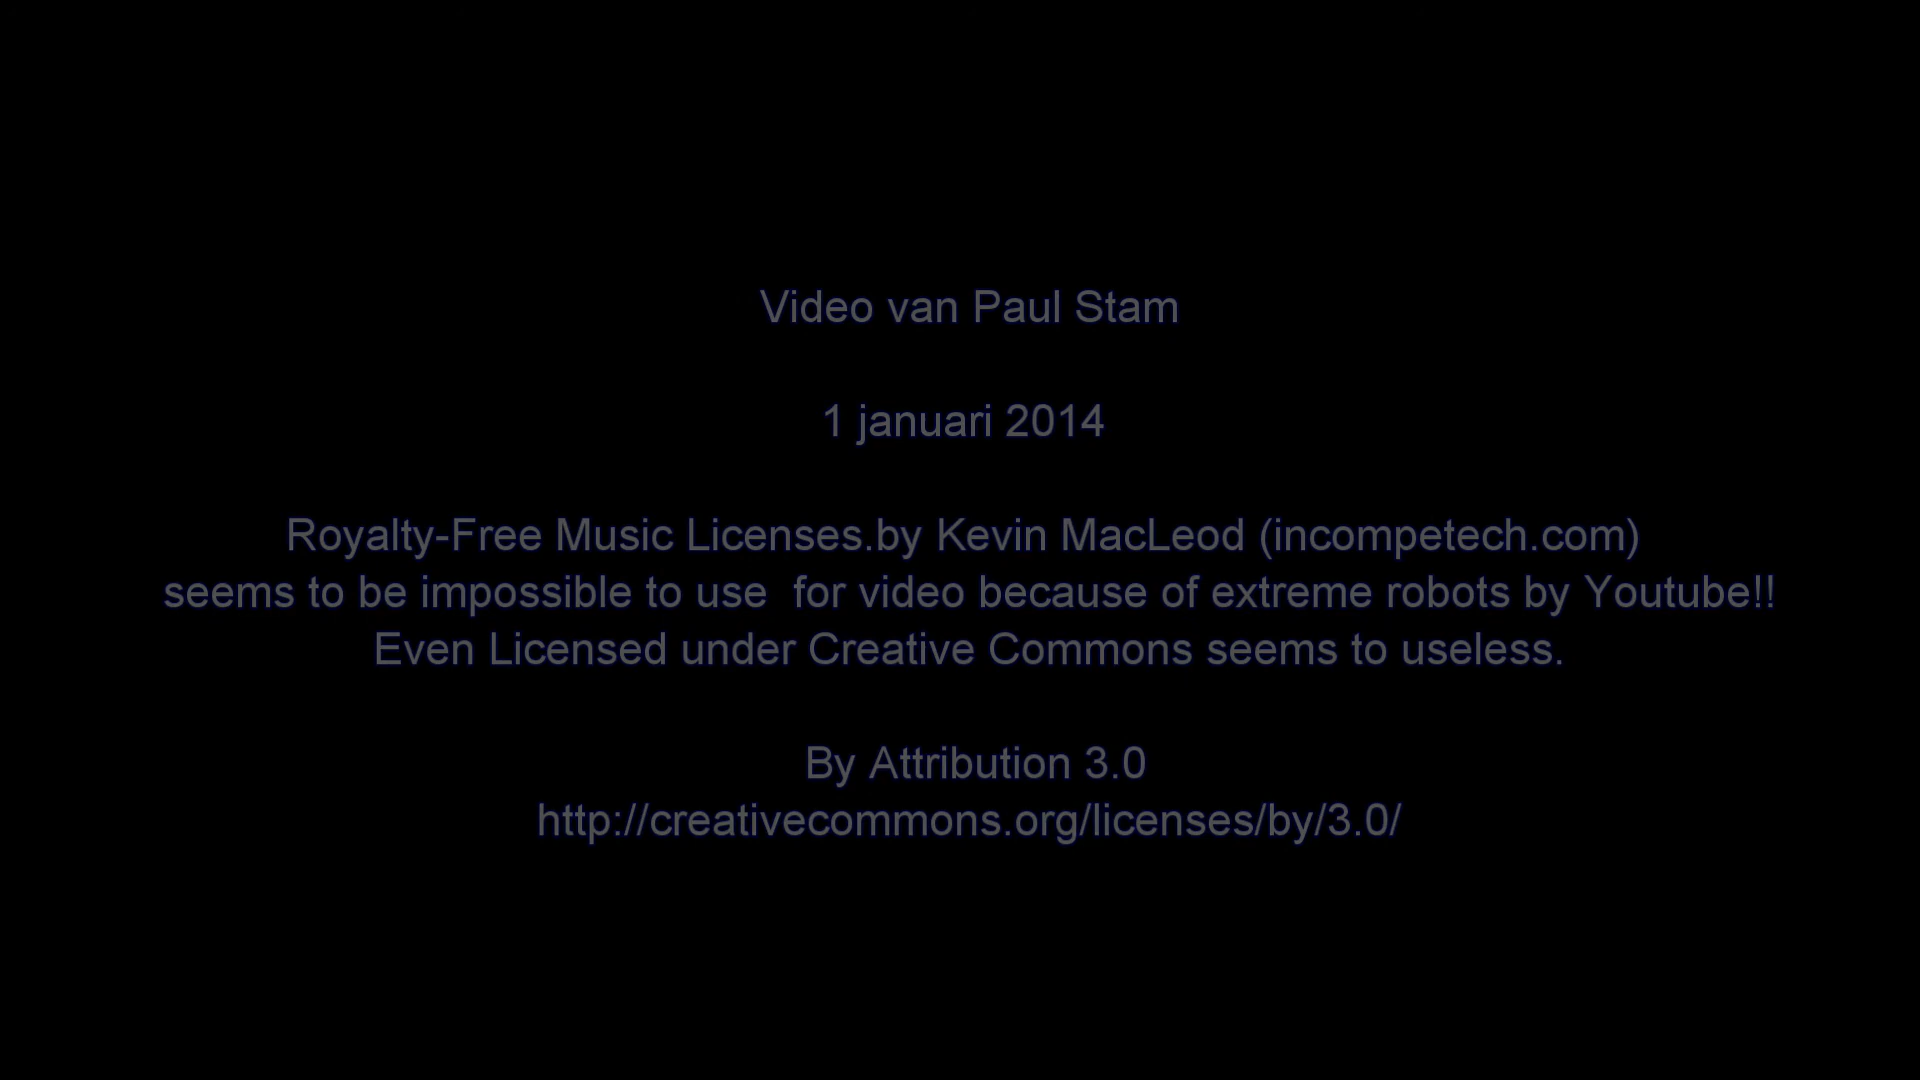 Video van Paul Stam
1 januari 2014
Royalty-Free Music Licenses.by Kevin MacLeod (incompetech.com)
seems to be impossible to use  for video because of extreme robots by Youtube!!
Even Licensed under Creative Commons seems to useless.
By Attribution 3.0
http://creativecommons.org/licenses/by/3.0/